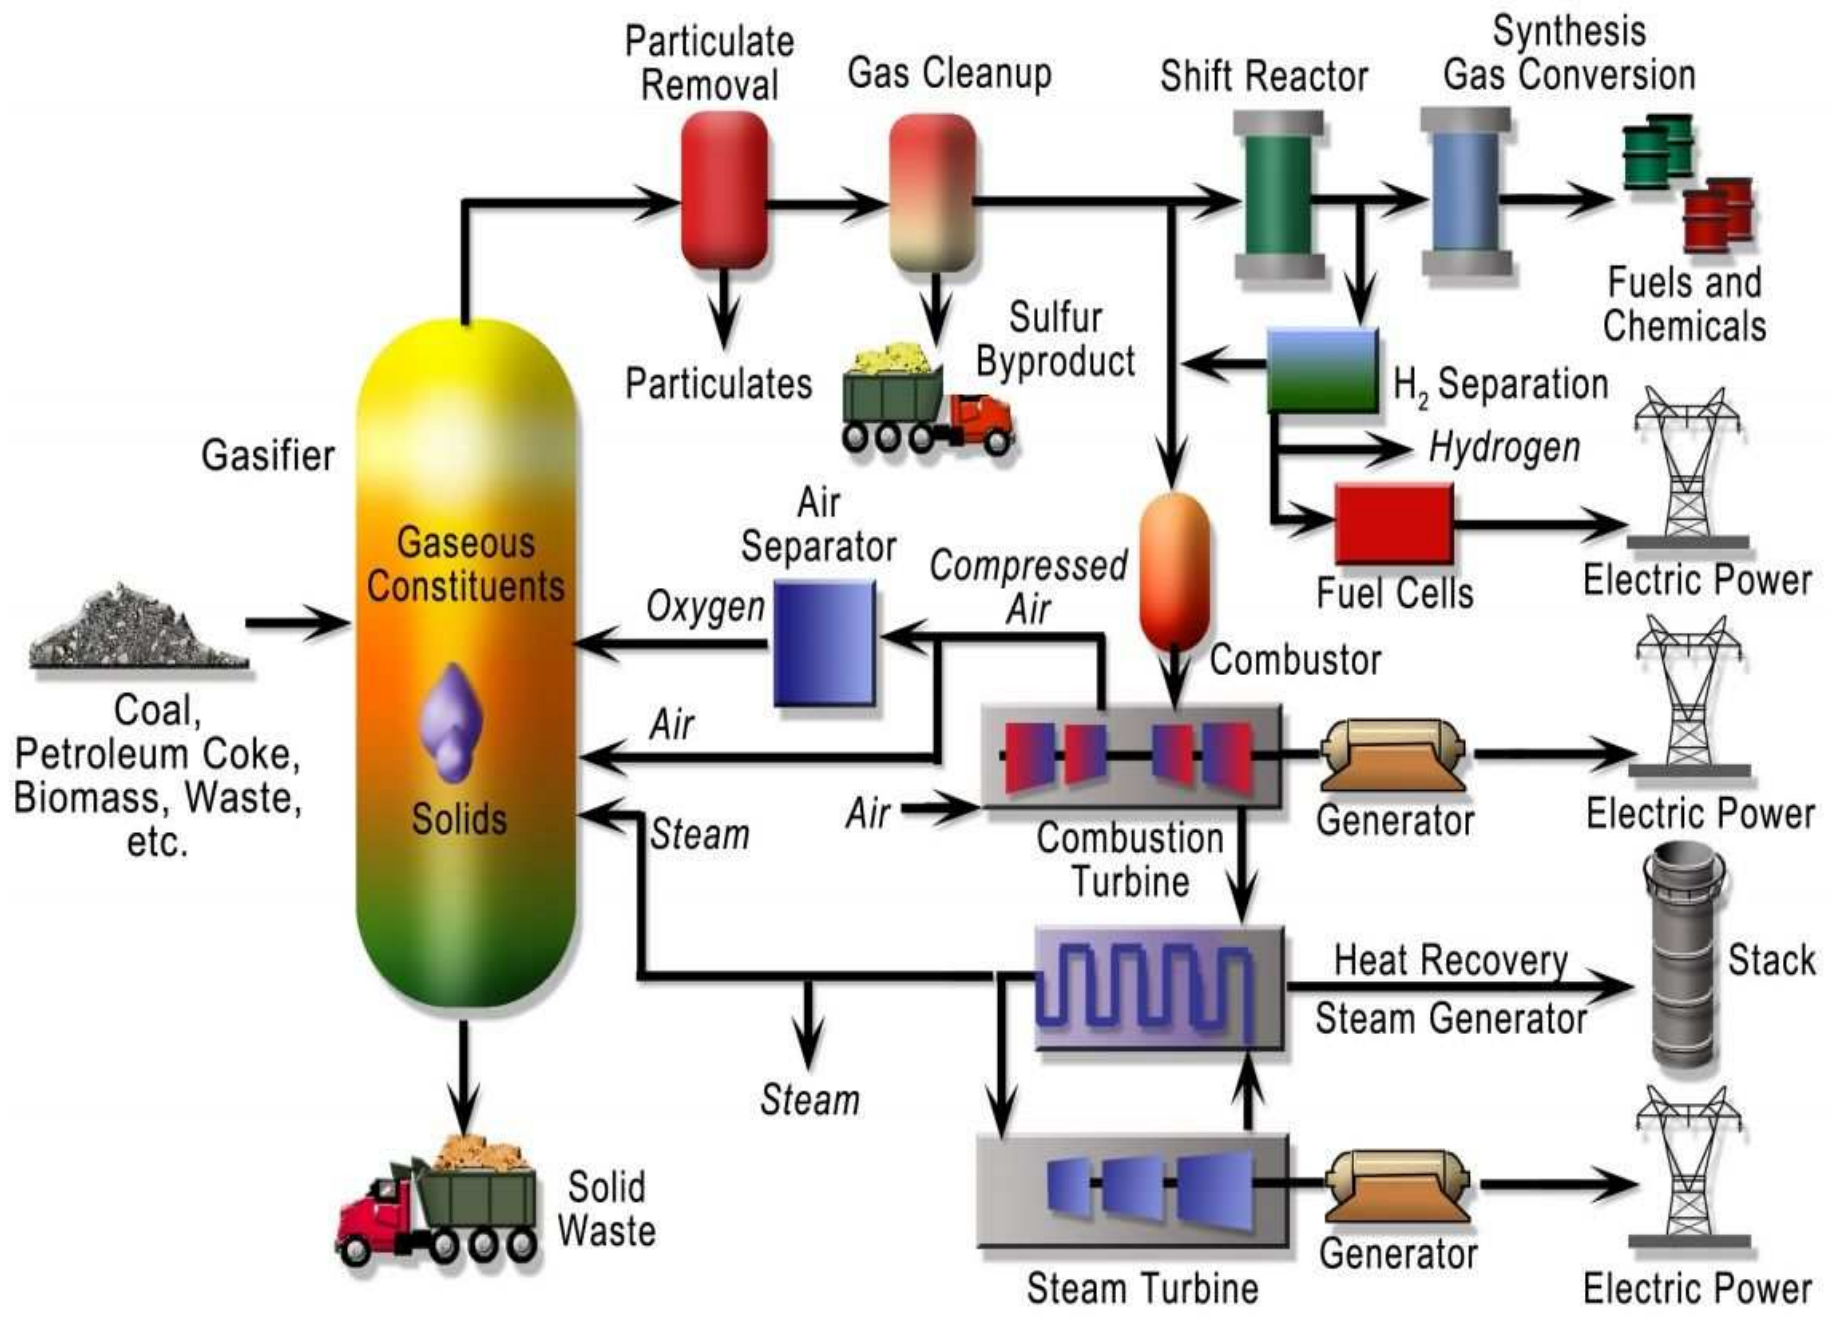 Particulate
Removal
Gas Cleanup
Shift Reactor
Synthesis
Gas Conversion
Fuels and
Chemicals
Particulates
Sulfur
Byproduct
H₂ Separation
Hydrogen
Gasifier
Gaseous
Constituents
Air
Separator
Oxygen
Compressed
Air
Fuel Cells
Electric Power
Combustor
Coal,
Petroleum Coke,
Biomass, Waste,
etc.
Air
Solids
Steam
Air
Combustion
Turbine
Generator
Electric Power
Heat Recovery
Steam Generator
Stack
Steam
Solid
Waste
Steam Turbine
Generator
Electric Power